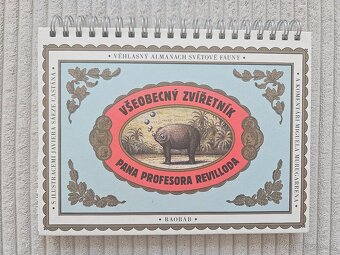 VĚHLASNÝ ALMANACH SVĚTOVÉ FAUNY
VŠEOBECNÝ ZVÍŘETNÍK
PANA PROFESORA REVILLODA
S ILUSTRACEMI JAVIERA SÁEZE CASTÁNA
A KOMENTÁŘI MIGUELA MURUGARRENA
BAOBAB